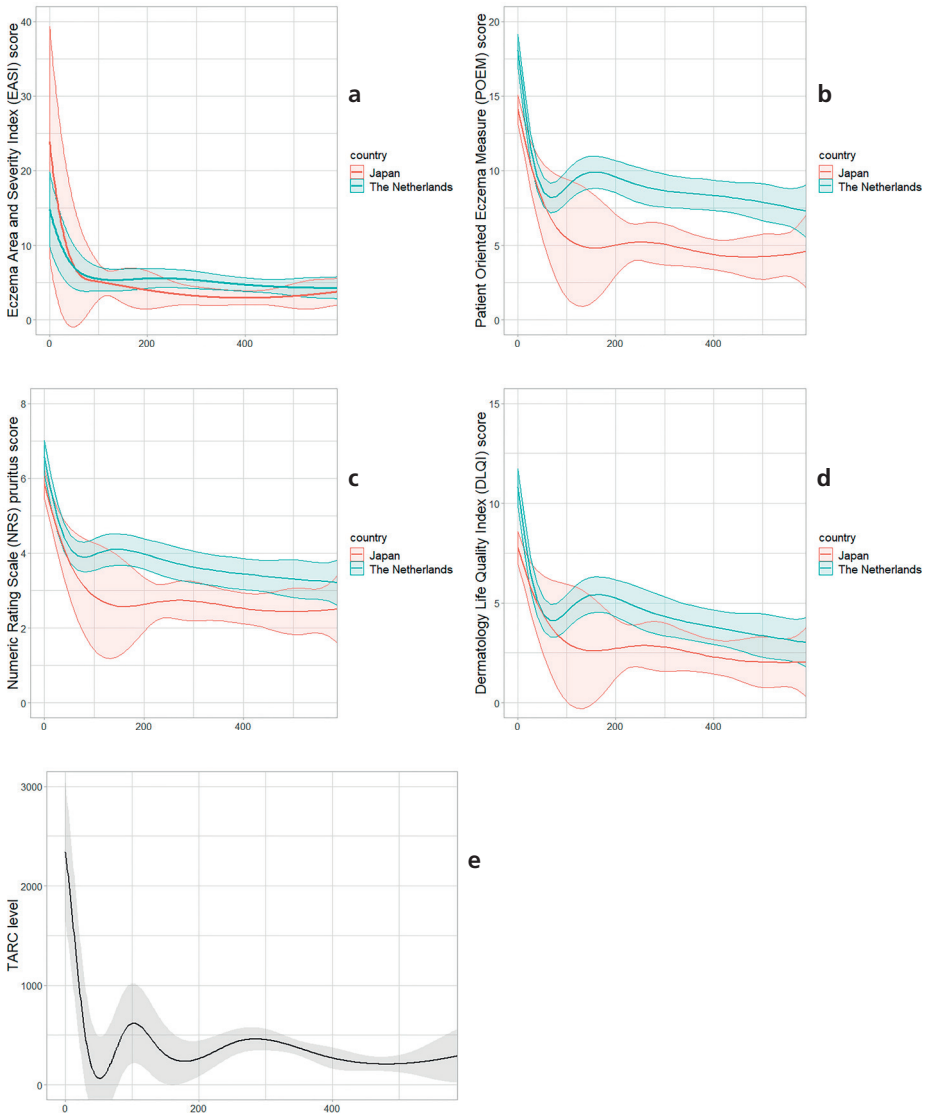 Eczema Area and Severity Index (EASI) score
40
30
20
10
0
0
200
400
a
country
Japan
The Netherlands
Patient Oriented Eczema Measure (POEM) score
20
15
10
5
0
0
200
400
b
country
Japan
The Netherlands
Numeric Rating Scale (NRS) pruritus score
8
6
4
2
0
0
200
400
c
country
Japan
The Netherlands
Dermatology Life Quality Index (DLQI) score
15
10
5
0
0
200
400
d
country
Japan
The Netherlands
TARC level
3000
2000
1000
0
0
200
400
e